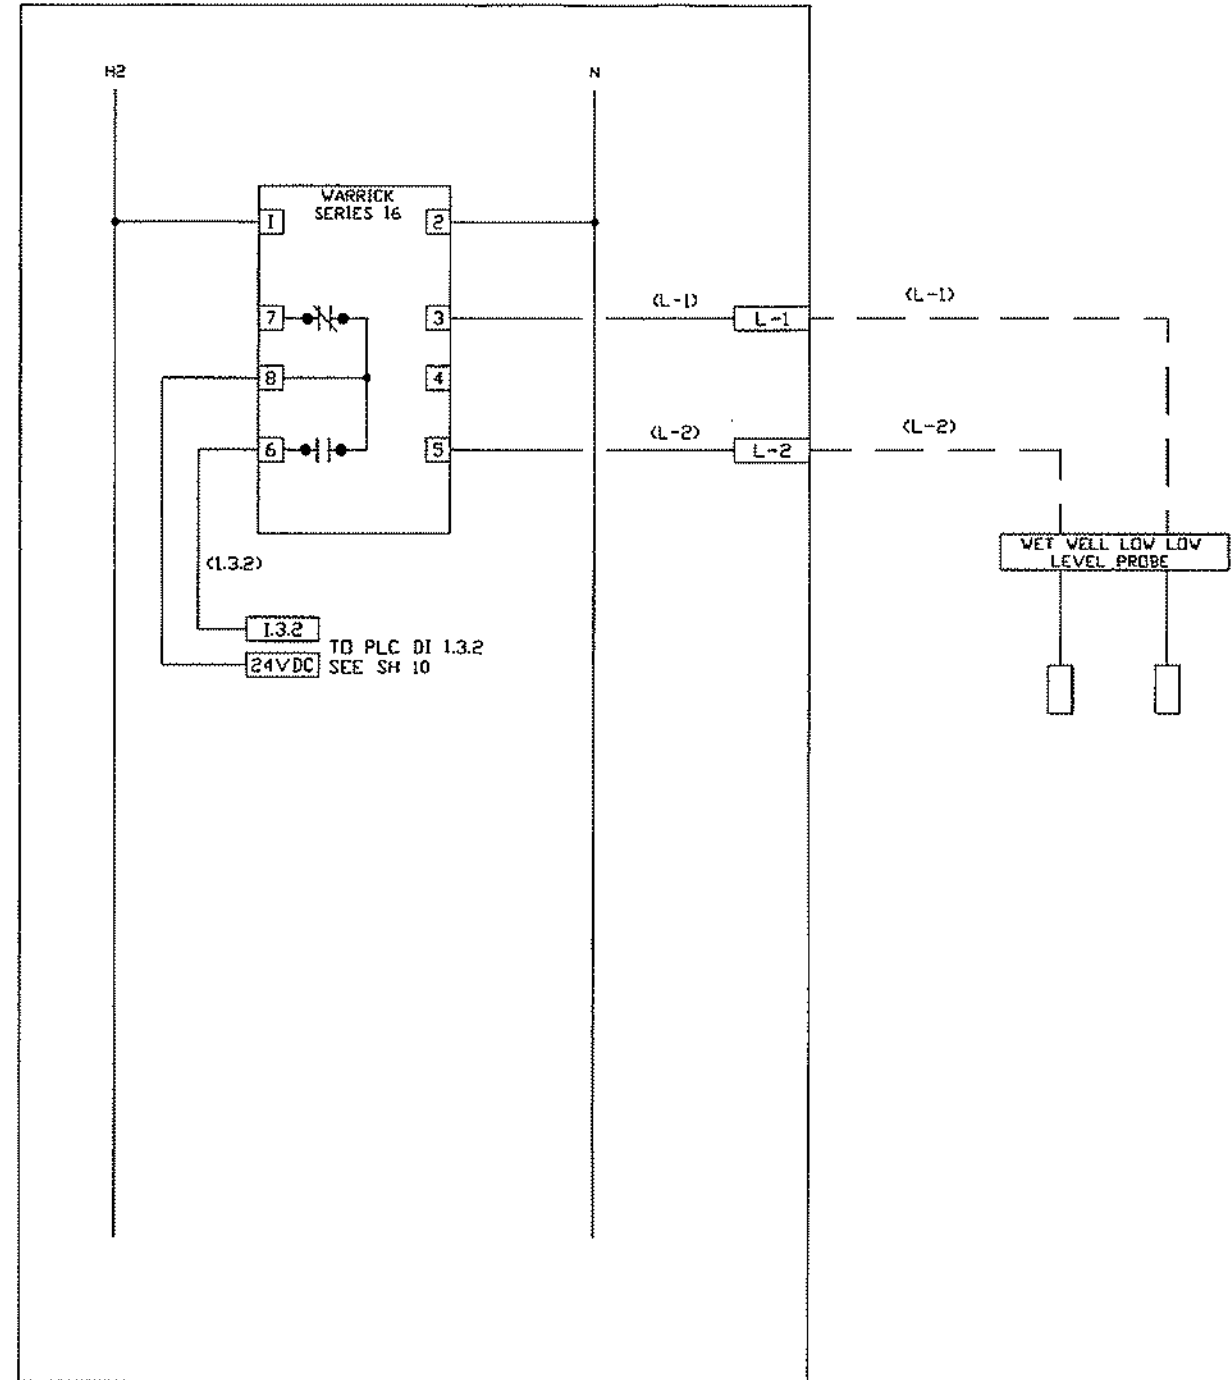 H2
N
WARRICK
SERIES 16
1
2
7
3
(L-1)
L-1
(L-1)
8
4
6
5
(L-2)
L-2
(L-2)
(1.3.2)
WET WELL LOW LOW
LEVEL PROBE
1.3.2
TO PLC DI 1.3.2
24VDC
SEE SH 10